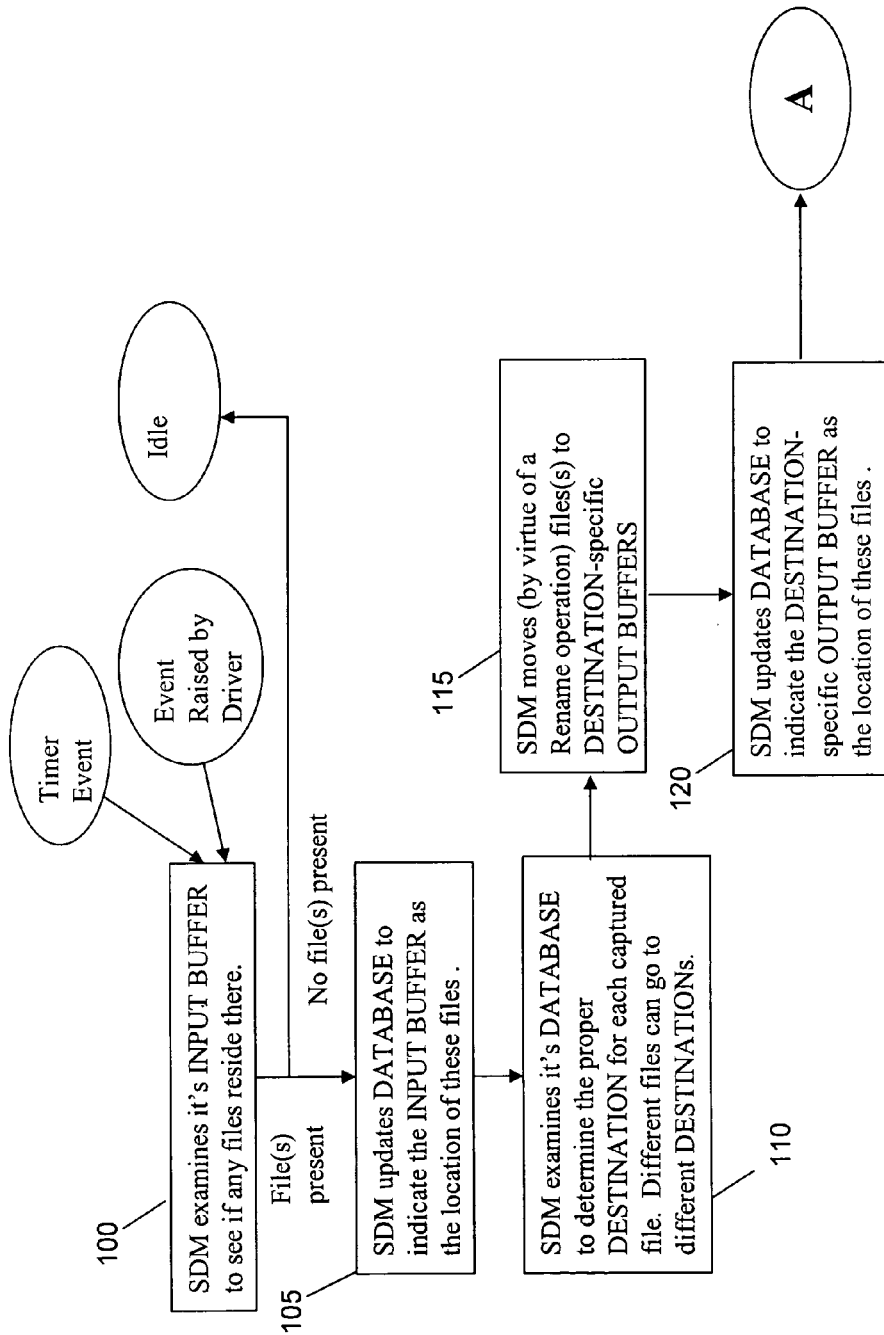 Timer
Event
Event
Raised by
Driver
Idle
100
SDM examines it's INPUT BUFFER
to see if any files reside there.
File(s)
present
No file(s) present
105
SDM updates DATABASE to
indicate the INPUT BUFFER as
the location of these files .
110
SDM examines it's DATABASE
to determine the proper
DESTINATION for each captured
file. Different files can go to
different DESTINATIONs.
115
SDM moves (by virtue of a
Rename operation) files(s) to
DESTINATION-specific
OUTPUT BUFFERS
120
SDM updates DATABASE to
indicate the DESTINATION-
specific OUTPUT BUFFER as
the location of these files .
A